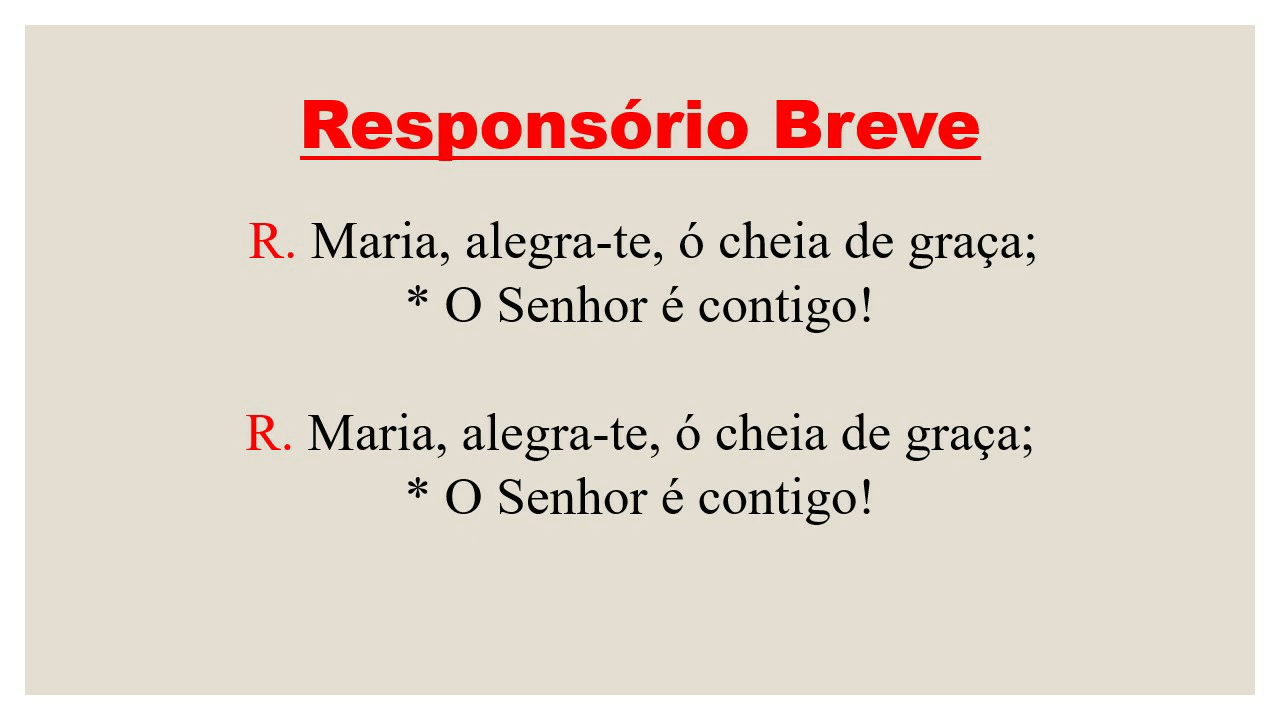 Responsório Breve
R. Maria, alegra-te, ó cheia de graça;
* O Senhor é contigo!
R. Maria, alegra-te, ó cheia de graça;
* O Senhor é contigo!